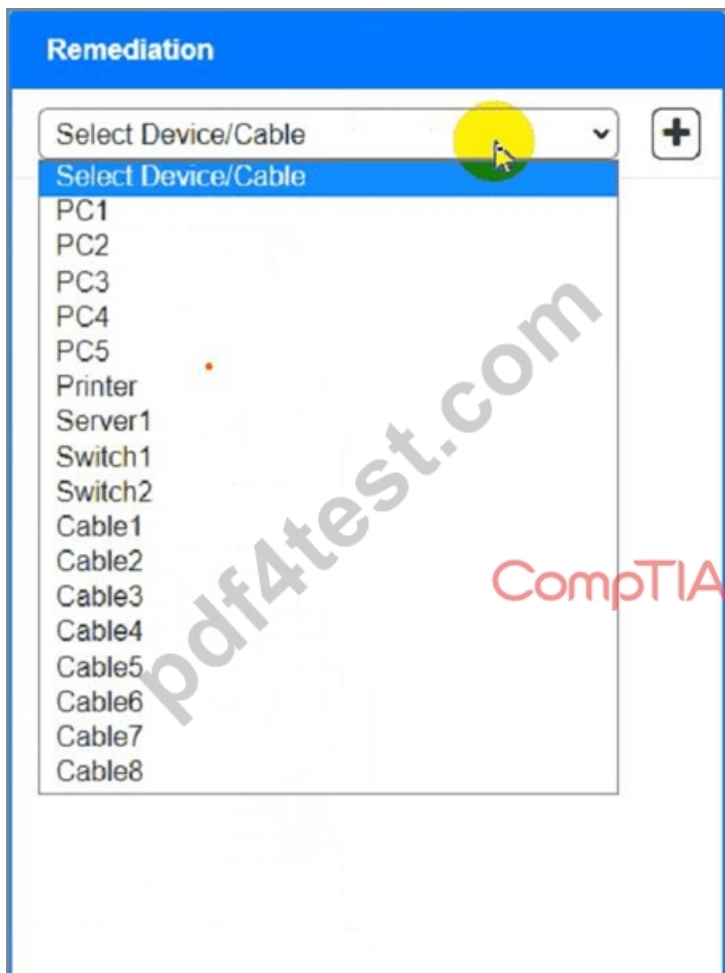 Remediation
Select Device/Cable
Select Device/Cable
PC1
PC2
PC3
PC4
PC5
Printer
Server1
Switch1
Switch2
Cable1
Cable2
Cable3
Cable4
Cable5
Cable6
Cable7
Cable8
pdf4test.com
CompTIA